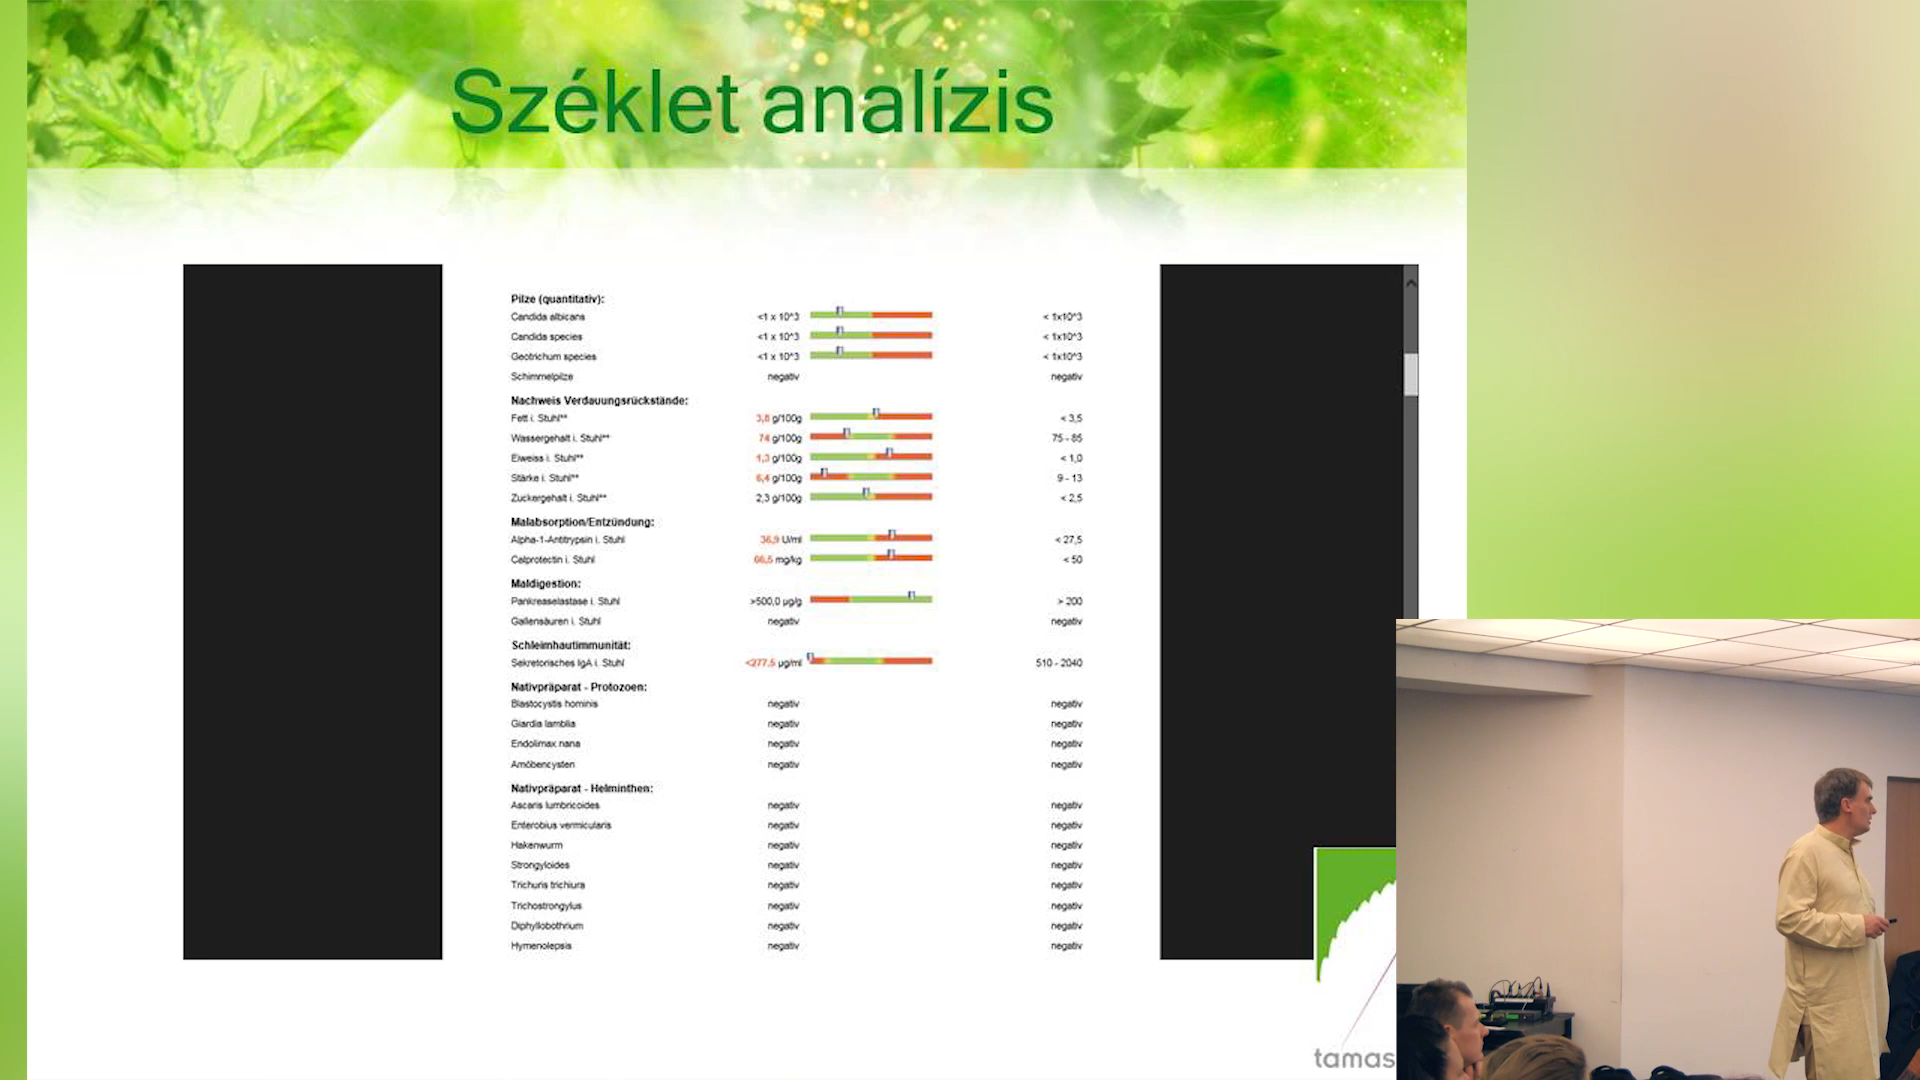 Széklet analízis
Pilze (quantitativ):
Candida albicans <1 x 10^3 < 1x10^3
Candida species <1 x 10^3 < 1x10^3
Geotrichum species <1 x 10^3 < 1x10^3
Schimmelpilze negativ negativ
Nachweis Verdauungsrückstände:
Fett i. Stuhl** 3,8 g/100g < 3,5
Wassergehalt i. Stuhl** 74 g/100g 75 - 85
Eiweiss i. Stuhl** 1,3 g/100g < 1,0
Stärke i. Stuhl** 6,4 g/100g 9 - 13
Zuckergehalt i. Stuhl** 2,3 g/100g < 2,5
Malabsorption/Entzündung:
Alpha-1-Antitrypsin i. Stuhl 36,9 U/ml < 27,5
Calprotectin i. Stuhl 66,5 mg/kg < 50
Maldigestion:
Pankreaselastase i. Stuhl >500,0 µg/g > 200
Gallensäuren i. Stuhl negativ negativ
Schleimhautimmunität:
Sekretorisches IgA i. Stuhl <277,5 µg/ml 510 - 2040
Nativpräparat - Protozoen:
Blastocystis hominis negativ negativ
Giardia lamblia negativ negativ
Endolimax nana negativ negativ
Amöbencysten negativ negativ
Nativpräparat - Helminthen:
Ascaris lumbricoides negativ negativ
Enterobius vermicularis negativ negativ
Hakenwurm negativ negativ
Strongyloides negativ negativ
Trichuris trichiura negativ negativ
Trichostrongylus negativ negativ
Diphyllobothrium negativ negativ
Hymenolepsis negativ negativ
tamas